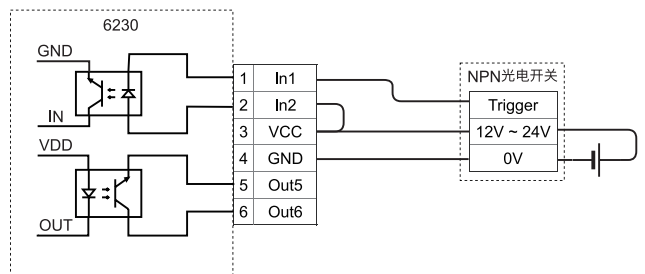 6230
GND
IN
VDD
OUT
1 In1
2 In2
3 VCC
4 GND
5 Out5
6 Out6
NPN光电开关
Trigger
12V ~ 24V
0V